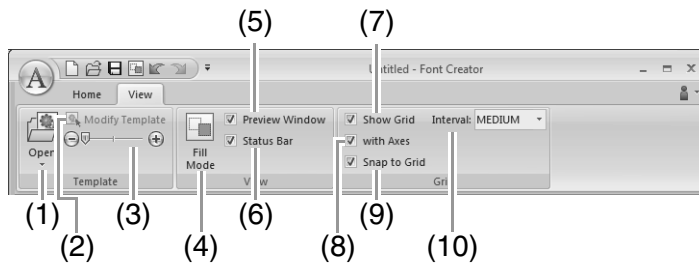 (5) (7)
A Untitled - Font Creator
Home View
Modify Template Preview Window Show Grid Interval: MEDIUM
Open Status Bar with Axes
Fill Mode Snap to Grid
Template View Grid
(1) (2) (3) (4) (6) (8) (9) (10)